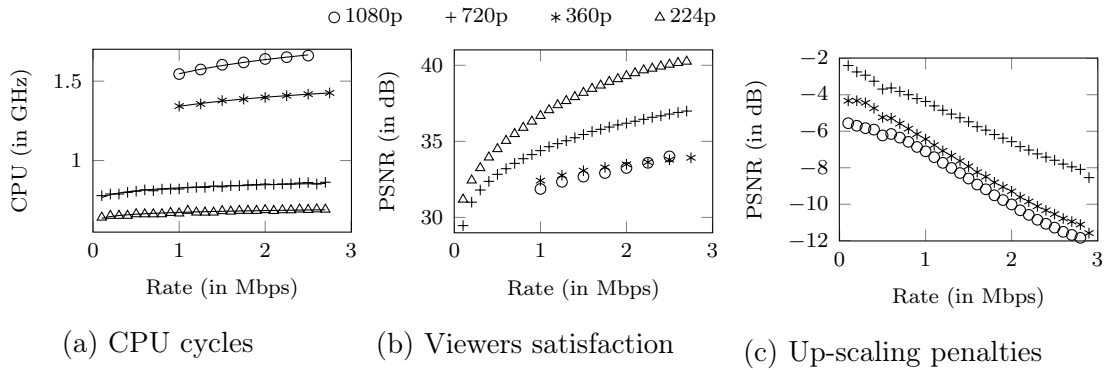 ○ 1080p + 720p ∗ 360p △ 224p
CPU (in GHz)
1.5
1
0 1 2 3
Rate (in Mbps)
(a) CPU cycles
PSNR (in dB)
40
35
30
0 1 2 3
Rate (in Mbps)
(b) Viewers satisfaction
PSNR (in dB)
−2
−4
−6
−8
−10
−12
0 1 2 3
Rate (in Mbps)
(c) Up-scaling penalties